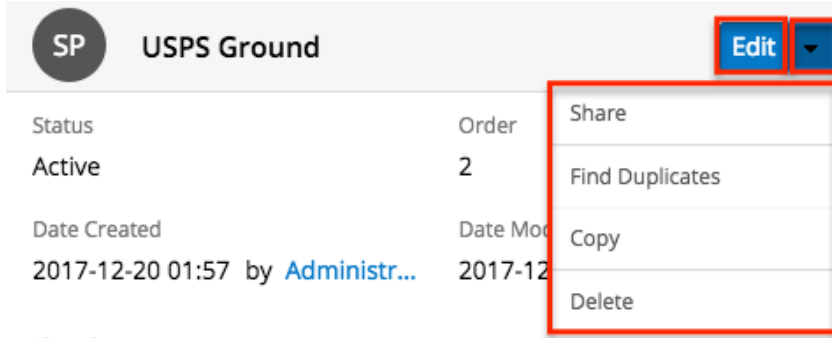 SP USPS Ground Edit
Share
Status Order
Active 2
Find Duplicates
Date Created Date Mod
Copy
2017-12-20 01:57 by Administr... 2017-12
Delete